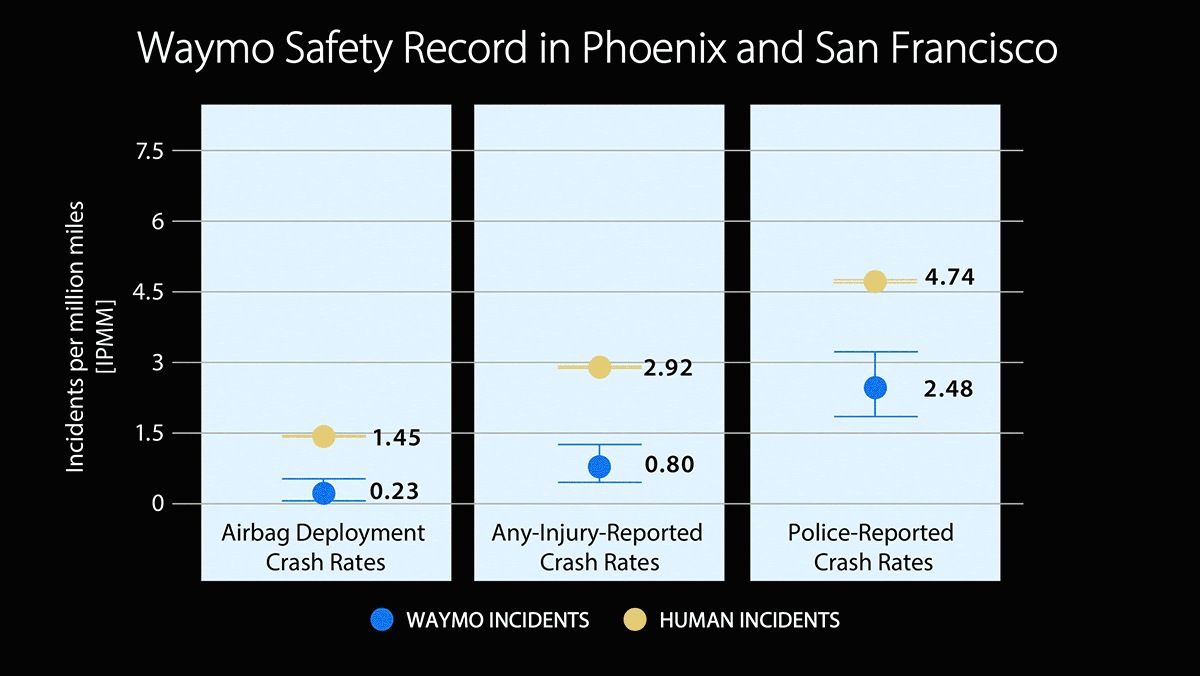 Waymo Safety Record in Phoenix and San Francisco
Incidents per million miles
[IPMM]
7.5
6
4.5
3
1.5
0
1.45
0.23
Airbag Deployment
Crash Rates
2.92
0.80
Any-Injury-Reported
Crash Rates
4.74
2.48
Police-Reported
Crash Rates
WAYMO INCIDENTS
HUMAN INCIDENTS